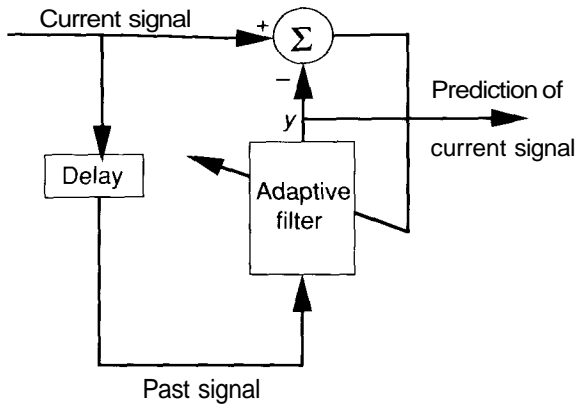 Current signal
+
Σ
−
Prediction of
y
current signal
Delay
Adaptive
filter
Past signal